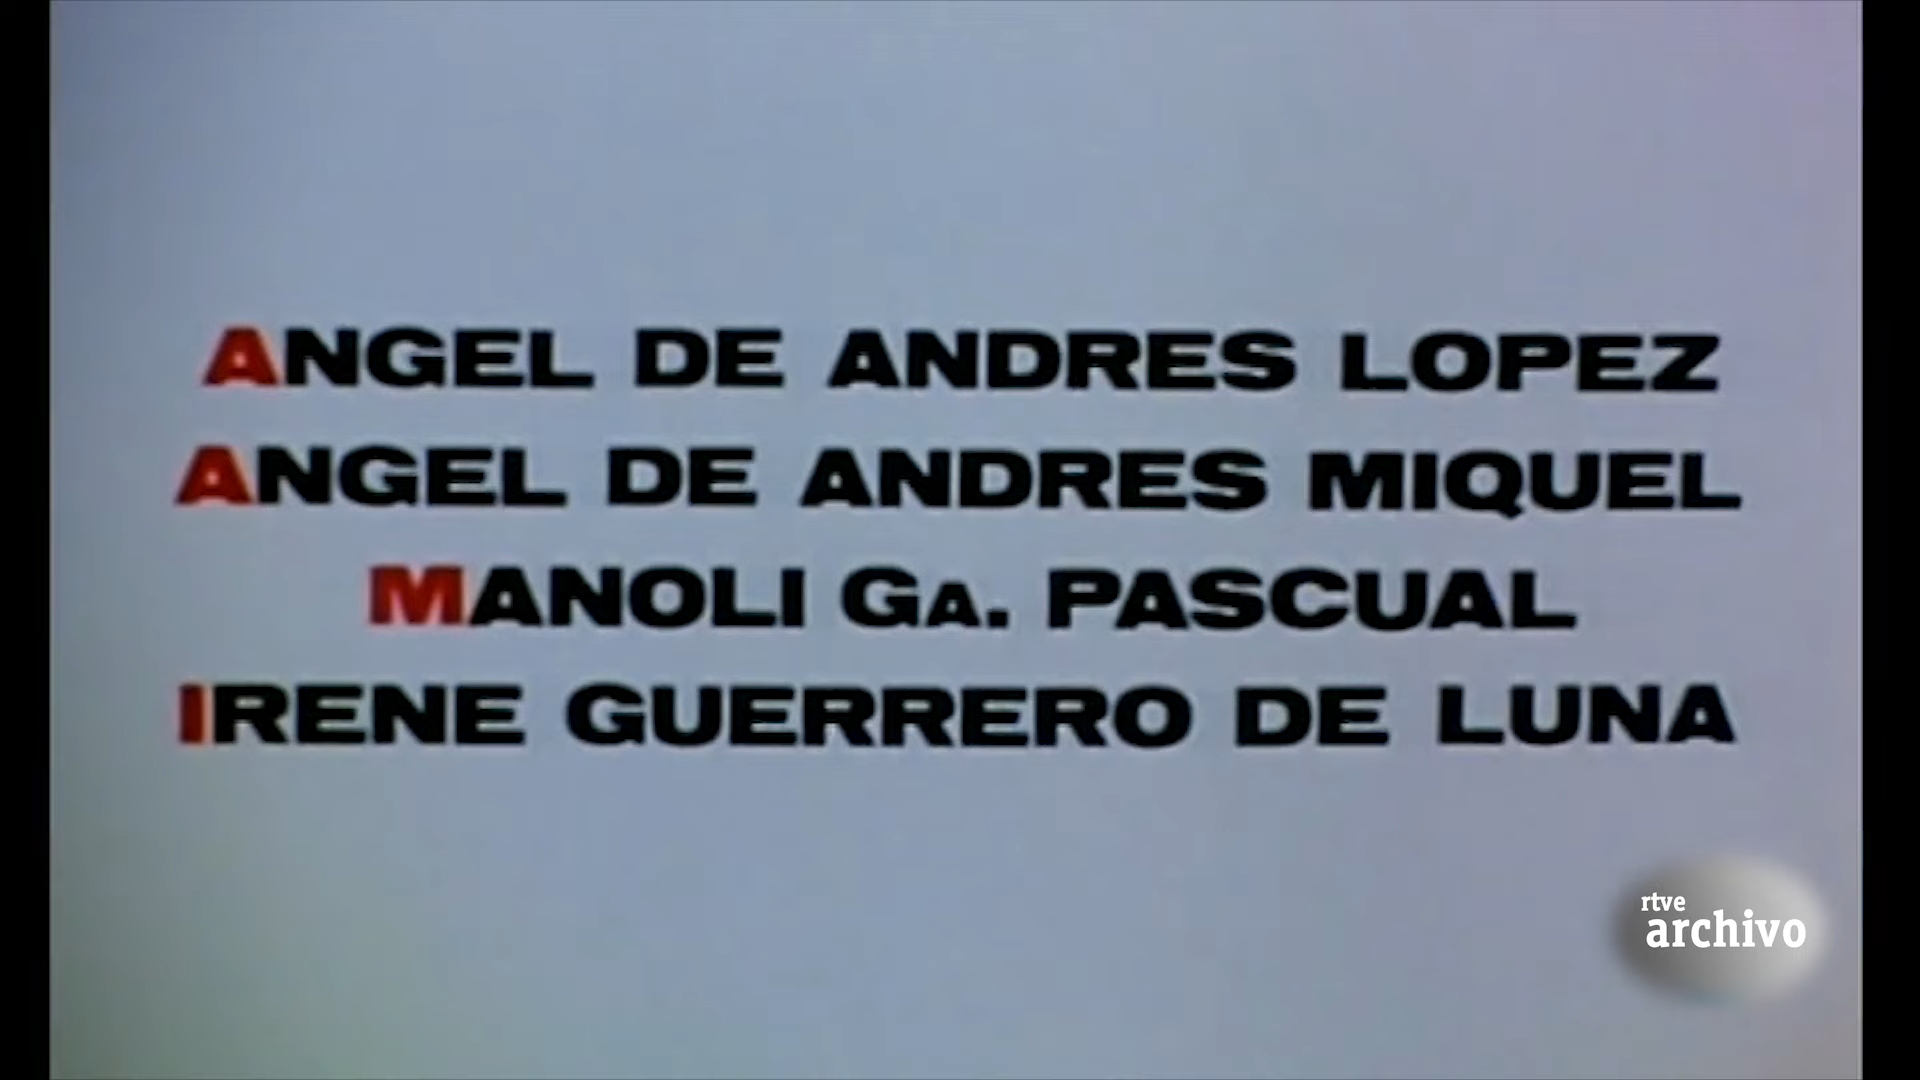 ANGEL DE ANDRES LOPEZ
ANGEL DE ANDRES MIQUEL
MANOLI GA. PASCUAL
IRENE GUERRERO DE LUNA
rtve
archivo